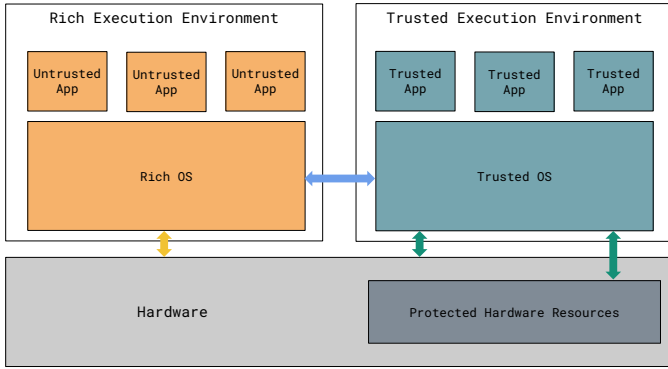 Rich Execution Environment
Untrusted
App
Untrusted
App
Untrusted
App
Rich OS
Trusted Execution Environment
Trusted
App
Trusted
App
Trusted
App
Trusted OS
Hardware
Protected Hardware Resources